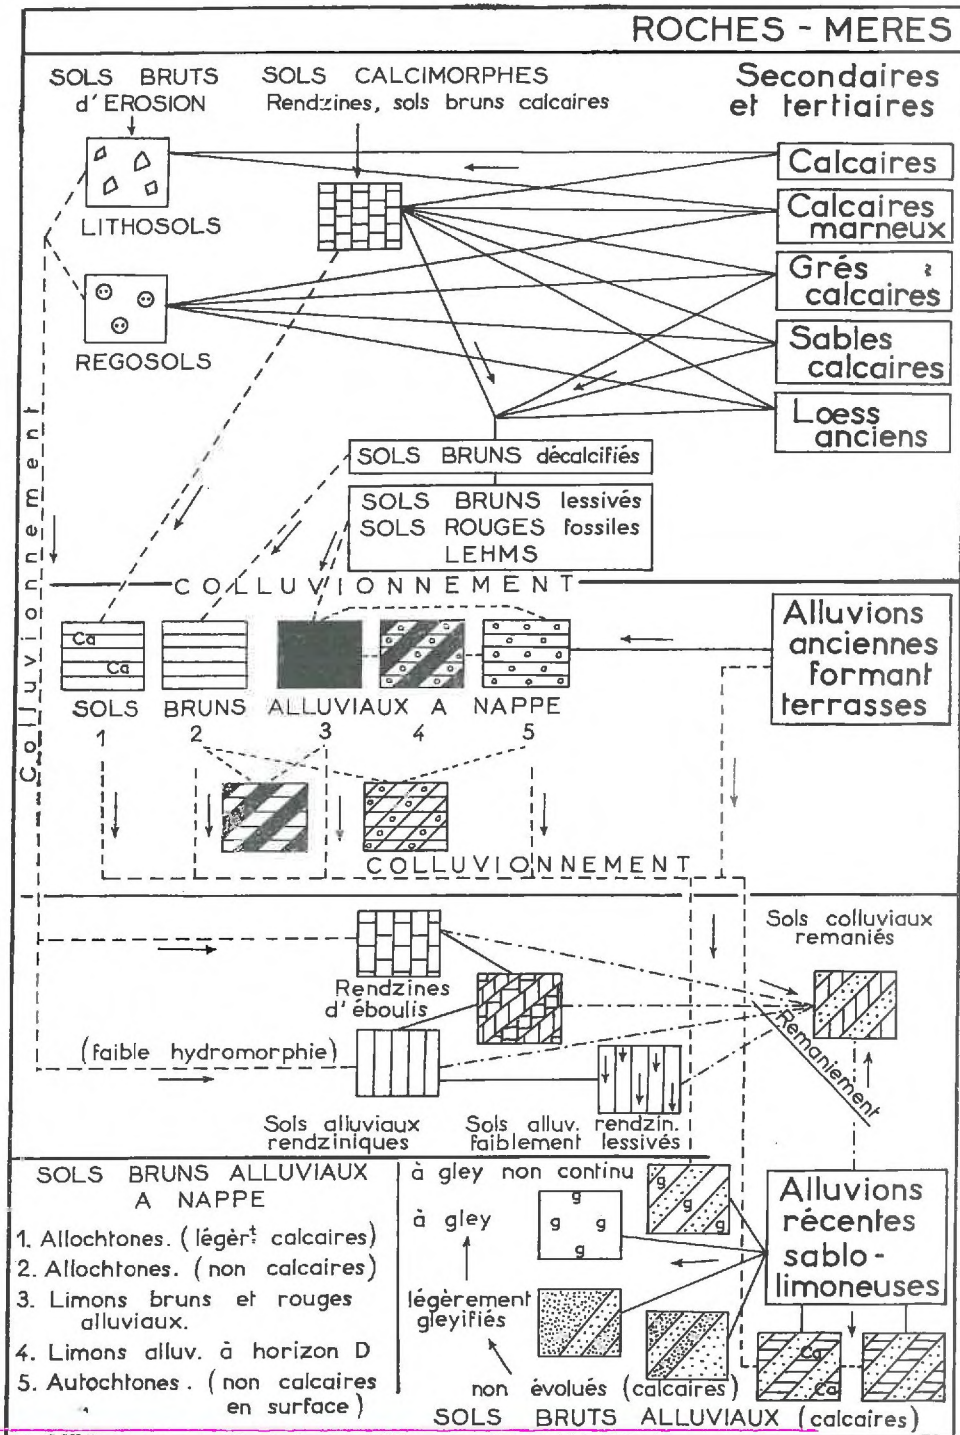 ROCHES - MERES
SOLS BRUTS
d'EROSION
SOLS CALCIMORPHES
Rendzines, sols bruns calcaires
Secondaires
et tertiaires
Calcaires
LITHOSOLS
Calcaires
marneux
Grés
calcaires
REGOSOLS
Sables
calcaires
Loess
anciens
Colluvionnement
SOLS BRUNS décalcifiés
SOLS BRUNS lessivés
SOLS ROUGES fossiles
LEHMS
COLLUVIONNEMENT
Ca
Ca
Alluvions
anciennes
formant
terrasses
SOLS BRUNS ALLUVIAUX A NAPPE
1 2 3 4 5
COLLUVIONNEMENT
Sols colluviaux
remaniés
Rendzines
d'éboulis
(faible hydromorphie)
Remaniement
Sols alluviaux
rendziniques
Sols alluv. rendzin.
faiblement lessivés
SOLS BRUNS ALLUVIAUX
A NAPPE
1. Allochtones. (légèrt calcaires)
2. Allochtones. (non calcaires)
3. Limons bruns et rouges
alluviaux.
4. Limons alluv. à horizon D
5. Autochtones. (non calcaires
en surface)
à gley non continu
g
g
g
g g
g
g
à gley
légèrement
gleyifiés
non évolués (calcaires)
Alluvions
récentes
sablo-
limoneuses
Ca
Ca
SOLS BRUTS ALLUVIAUX (calcaires)